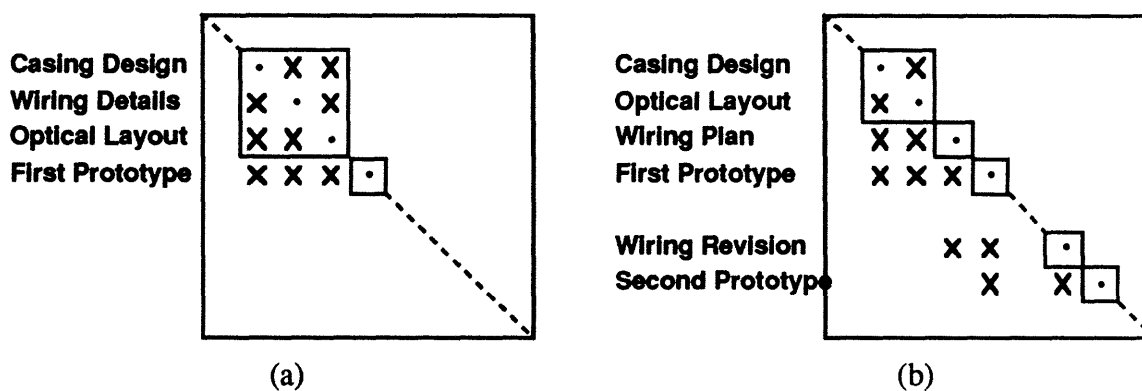 Casing Design · X X
Wiring Details X · X
Optical Layout X X ·
First Prototype X X X ·
(a)
Casing Design · X
Optical Layout X ·
Wiring Plan X X ·
First Prototype X X X ·
Wiring Revision X X ·
Second Prototype X X ·
(b)